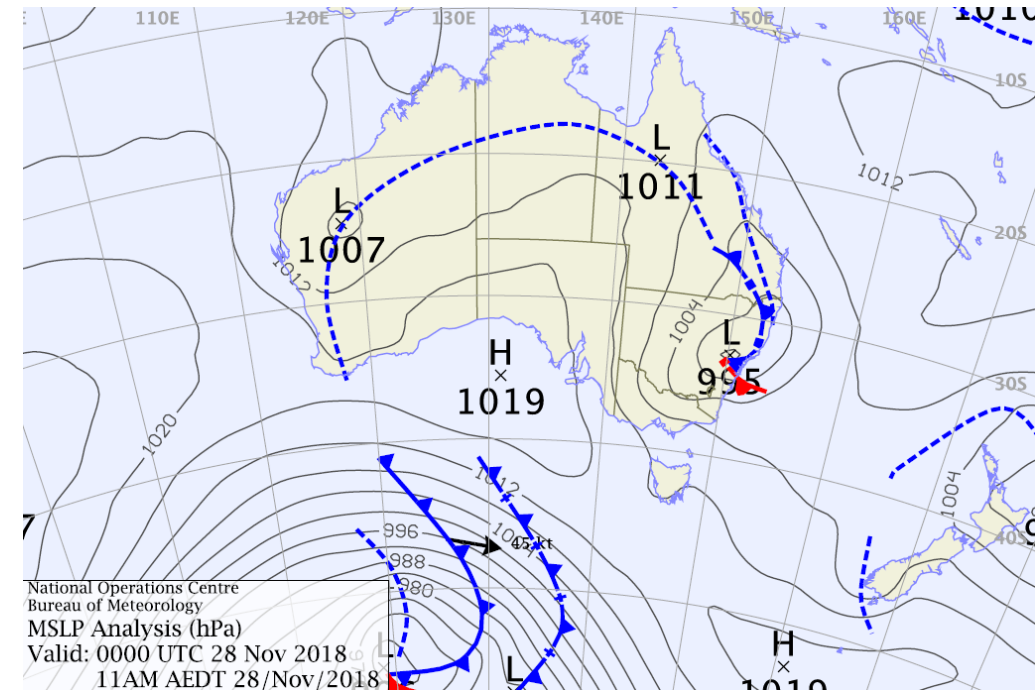 110E 120E 130E 140E 150E 160E
1010
10S
L
1011
1012
L
1007
20S
1012
1004
L
995
H
1019
30S
1020
1012
1004
996
45 kt
40S
988
980
National Operations Centre
Bureau of Meteorology
MSLP Analysis (hPa)
Valid: 0000 UTC 28 Nov 2018
11AM AEDT 28/Nov/2018
L
L
H
1019